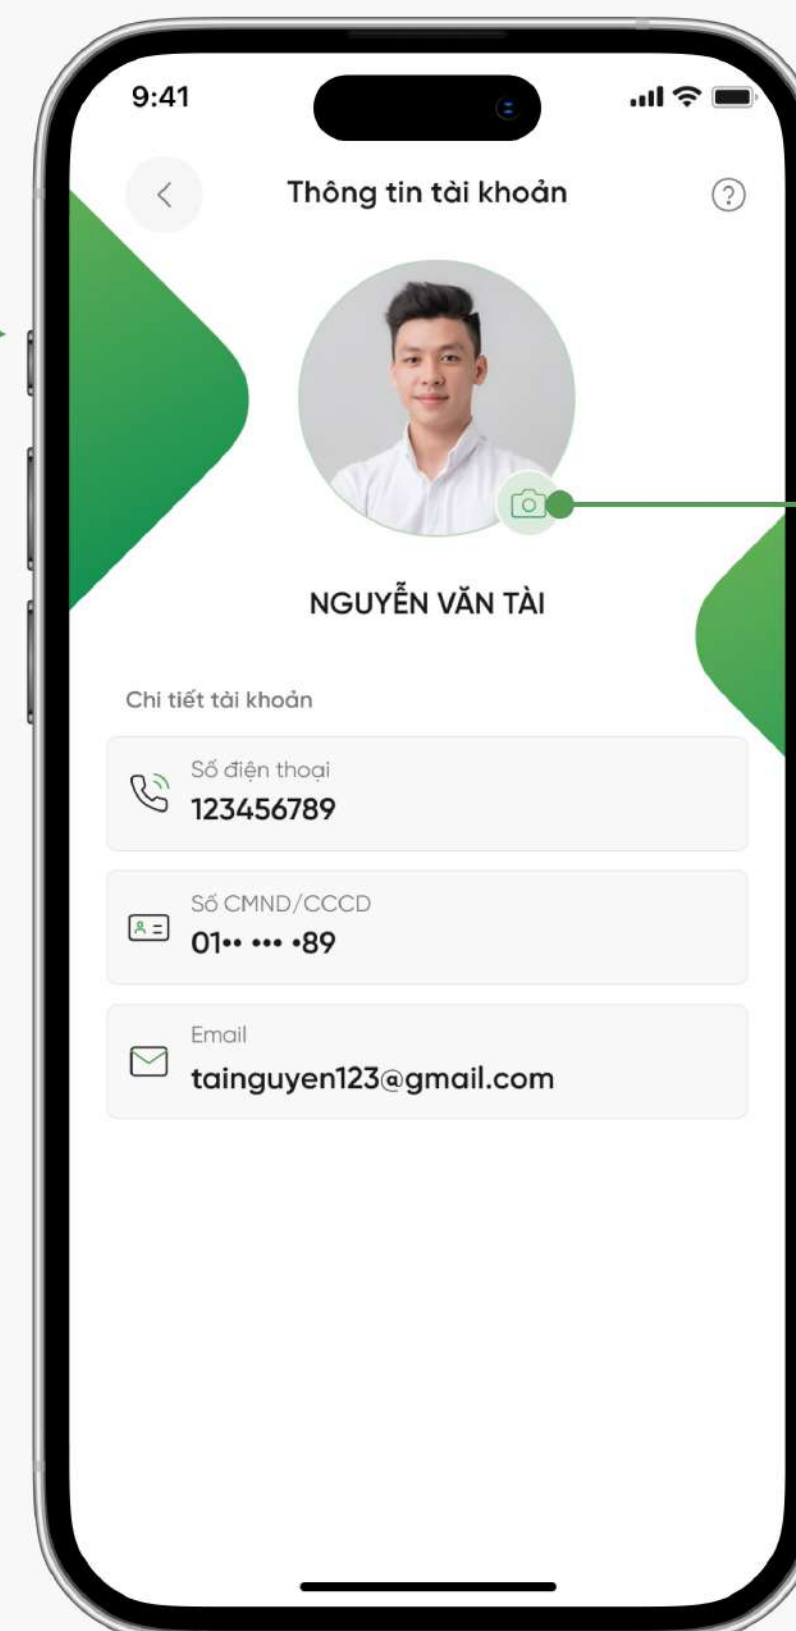 9:41
Thông tin tài khoản
NGUYỄN VĂN TÀI
Chi tiết tài khoản
Số điện thoại
123456789
Số CMND/CCCD
01•• ••• •89
Email
tainguyen123@gmail.com